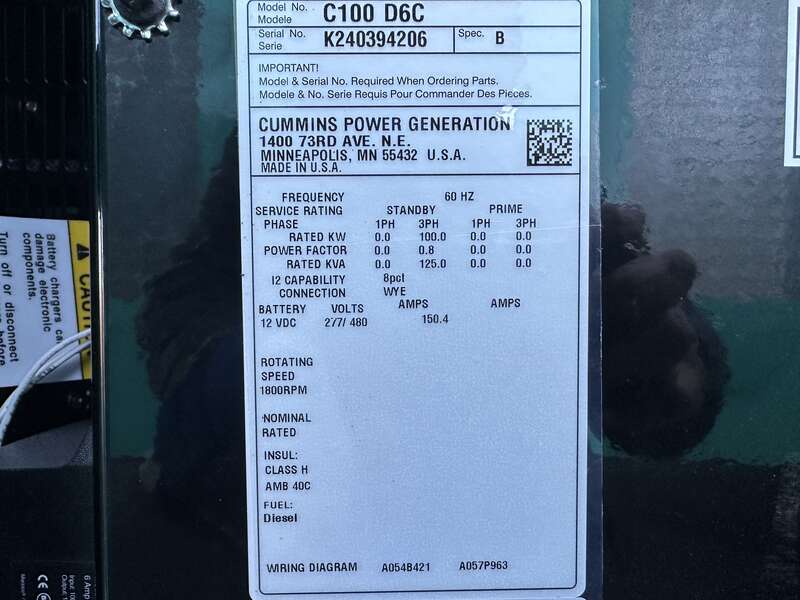 Model No. C100 D6C
Modele
Serial No. K240394206 Spec. B
Serie
IMPORTANT!
Model & Serial No. Required When Ordering Parts.
Modele & No. Serie Requis Pour Commander Des Pieces.
CUMMINS POWER GENERATION
1400 73RD AVE. N.E.
MINNEAPOLIS, MN 55432 U.S.A.
MADE IN U.S.A.
FREQUENCY 60 HZ
SERVICE RATING STANDBY PRIME
PHASE 1PH 3PH 1PH 3PH
RATED KW 0.0 100.0 0.0 0.0
POWER FACTOR 0.0 0.8 0.0 0.0
RATED KVA 0.0 125.0 0.0 0.0
I2 CAPABILITY 8pct
CONNECTION WYE
BATTERY VOLTS AMPS AMPS
12 VDC 277/ 480 150.4
ROTATING
SPEED
1800RPM
NOMINAL
RATED
INSUL:
CLASS H
AMB 40C
FUEL:
Diesel
WIRING DIAGRAM A054B421 A057P963
Battery chargers
damage electronic
components.
Turn off or disconnect
before
6 Amp
CE